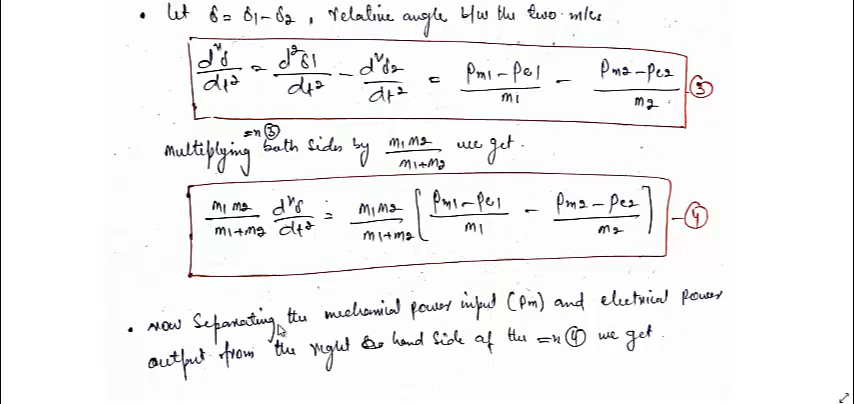 • Let δ = δ1 - δ2 , relative angle b/w the two m/cs
d²δ/dt² = d²δ1/dt² - d²δ2/dt² = Pm1-Pe1/m1 - Pm2-Pe2/m2 - ③
=n ③
Multiplying both sides by m1m2/m1+m2 we get.
m1m2/m1+m2 d²δ/dt² = m1m2/m1+m2 [ Pm1-Pe1/m1 - Pm2-Pe2/m2 ] - ④
• Now Separating the mechanical power input (Pm) and electrical power
output from the right hand side of the =n ④ we get.